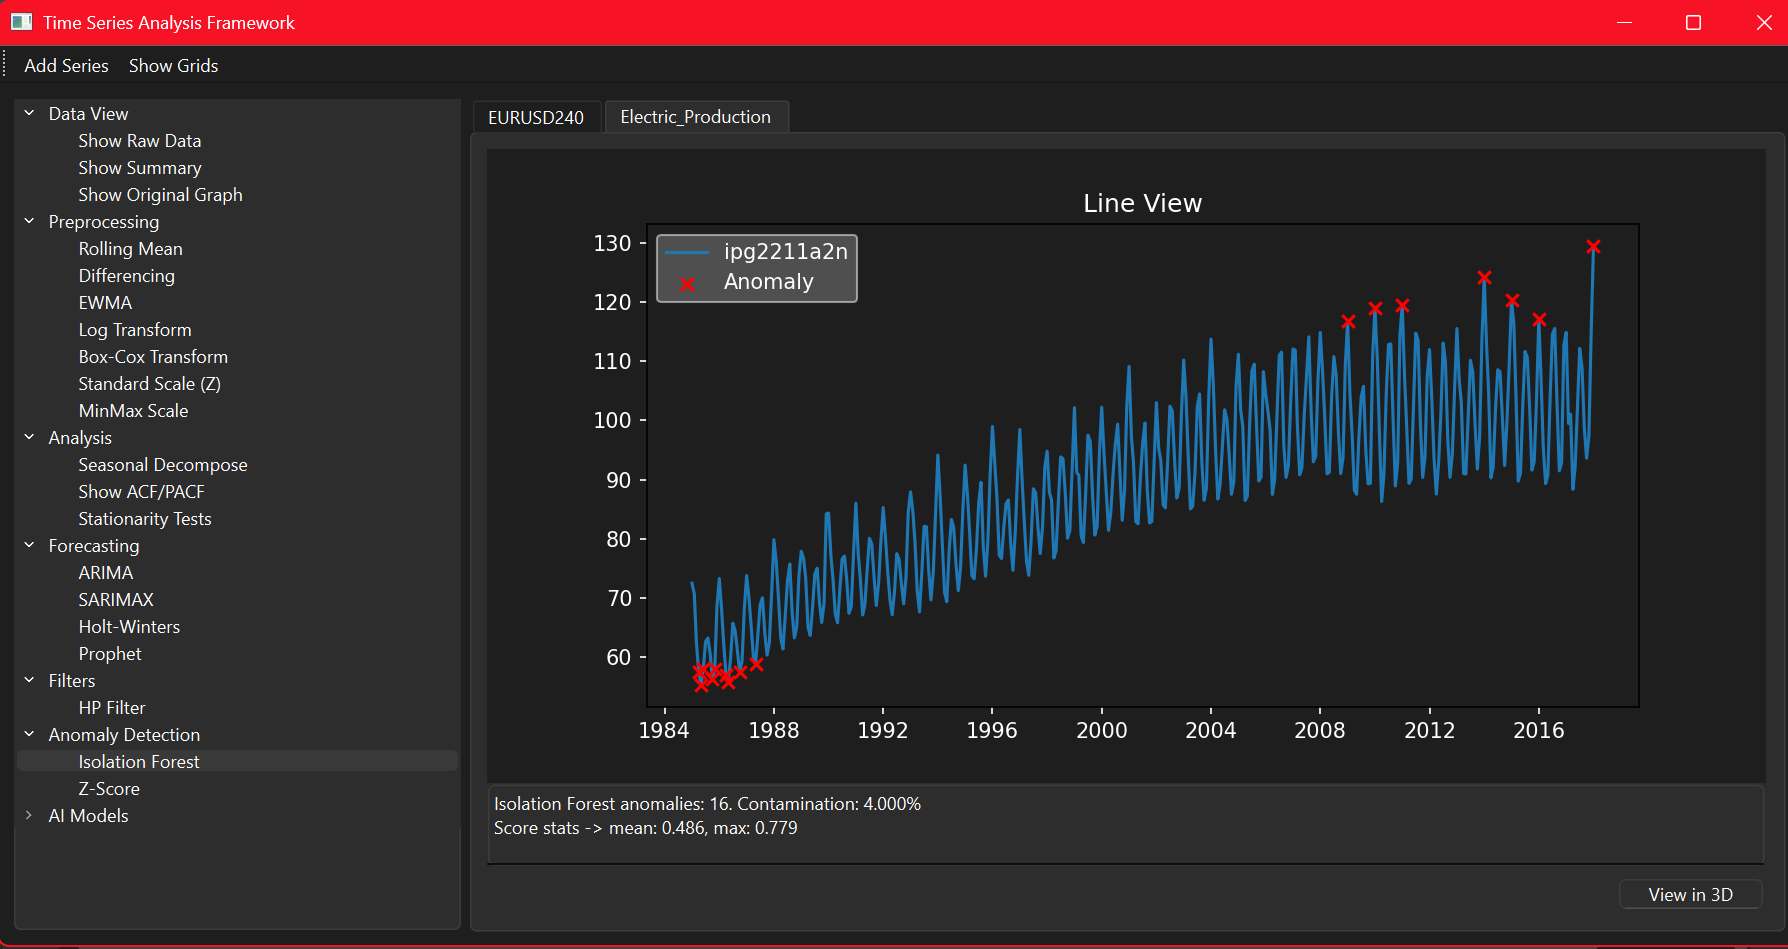 Time Series Analysis Framework
Add Series Show Grids
Data View
Show Raw Data
Show Summary
Show Original Graph
Preprocessing
Rolling Mean
Differencing
EWMA
Log Transform
Box-Cox Transform
Standard Scale (Z)
MinMax Scale
Analysis
Seasonal Decompose
Show ACF/PACF
Stationarity Tests
Forecasting
ARIMA
SARIMAX
Holt-Winters
Prophet
Filters
HP Filter
Anomaly Detection
Isolation Forest
Z-Score
AI Models
EURUSD240 Electric_Production
Line View
ipg2211a2n
Anomaly
130
120
110
100
90
80
70
60
1984 1988 1992 1996 2000 2004 2008 2012 2016
Isolation Forest anomalies: 16. Contamination: 4.000%
Score stats -> mean: 0.486, max: 0.779
View in 3D